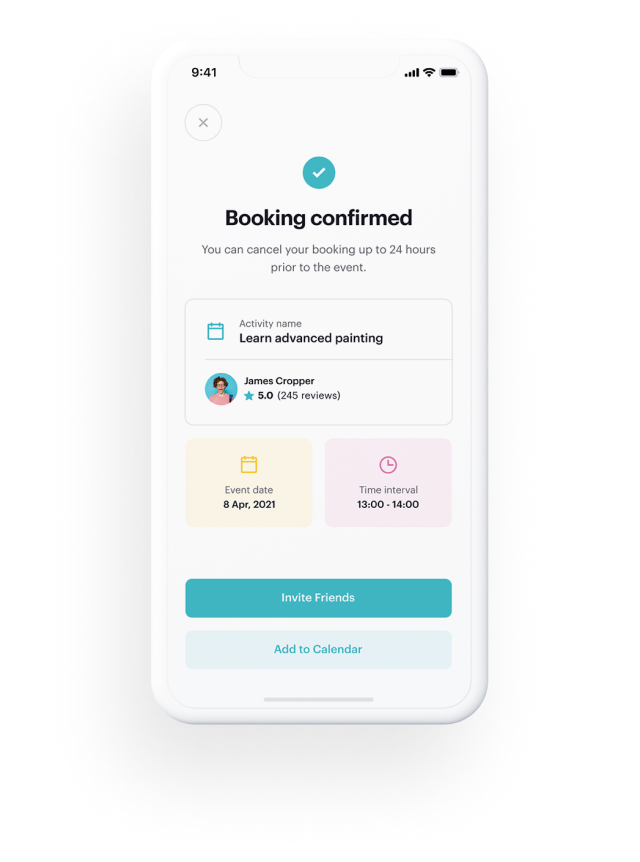 9:41
Booking confirmed
You can cancel your booking up to 24 hours
prior to the event.
Activity name
Learn advanced painting
James Cropper
5.0 (245 reviews)
Event date
8 Apr, 2021
Time interval
13:00 - 14:00
Invite Friends
Add to Calendar